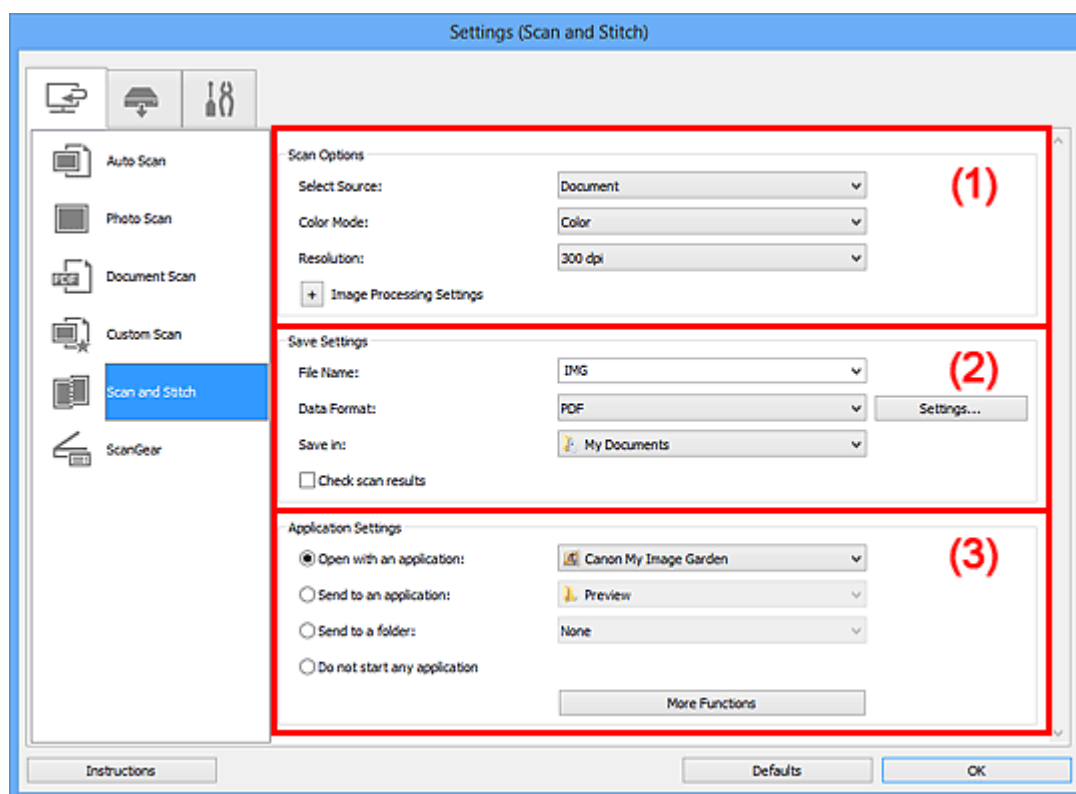 Settings (Scan and Stitch)
Auto Scan
Photo Scan
Document Scan
Custom Scan
Scan and Stitch
ScanGear
Scan Options
(1)
Select Source: Document
Color Mode: Color
Resolution: 300 dpi
+ Image Processing Settings
Save Settings
(2)
File Name: IMG
Data Format: PDF Settings...
Save in: My Documents
Check scan results
Application Settings
(3)
Open with an application: Canon My Image Garden
Send to an application: Preview
Send to a folder: None
Do not start any application
More Functions
Instructions Defaults OK